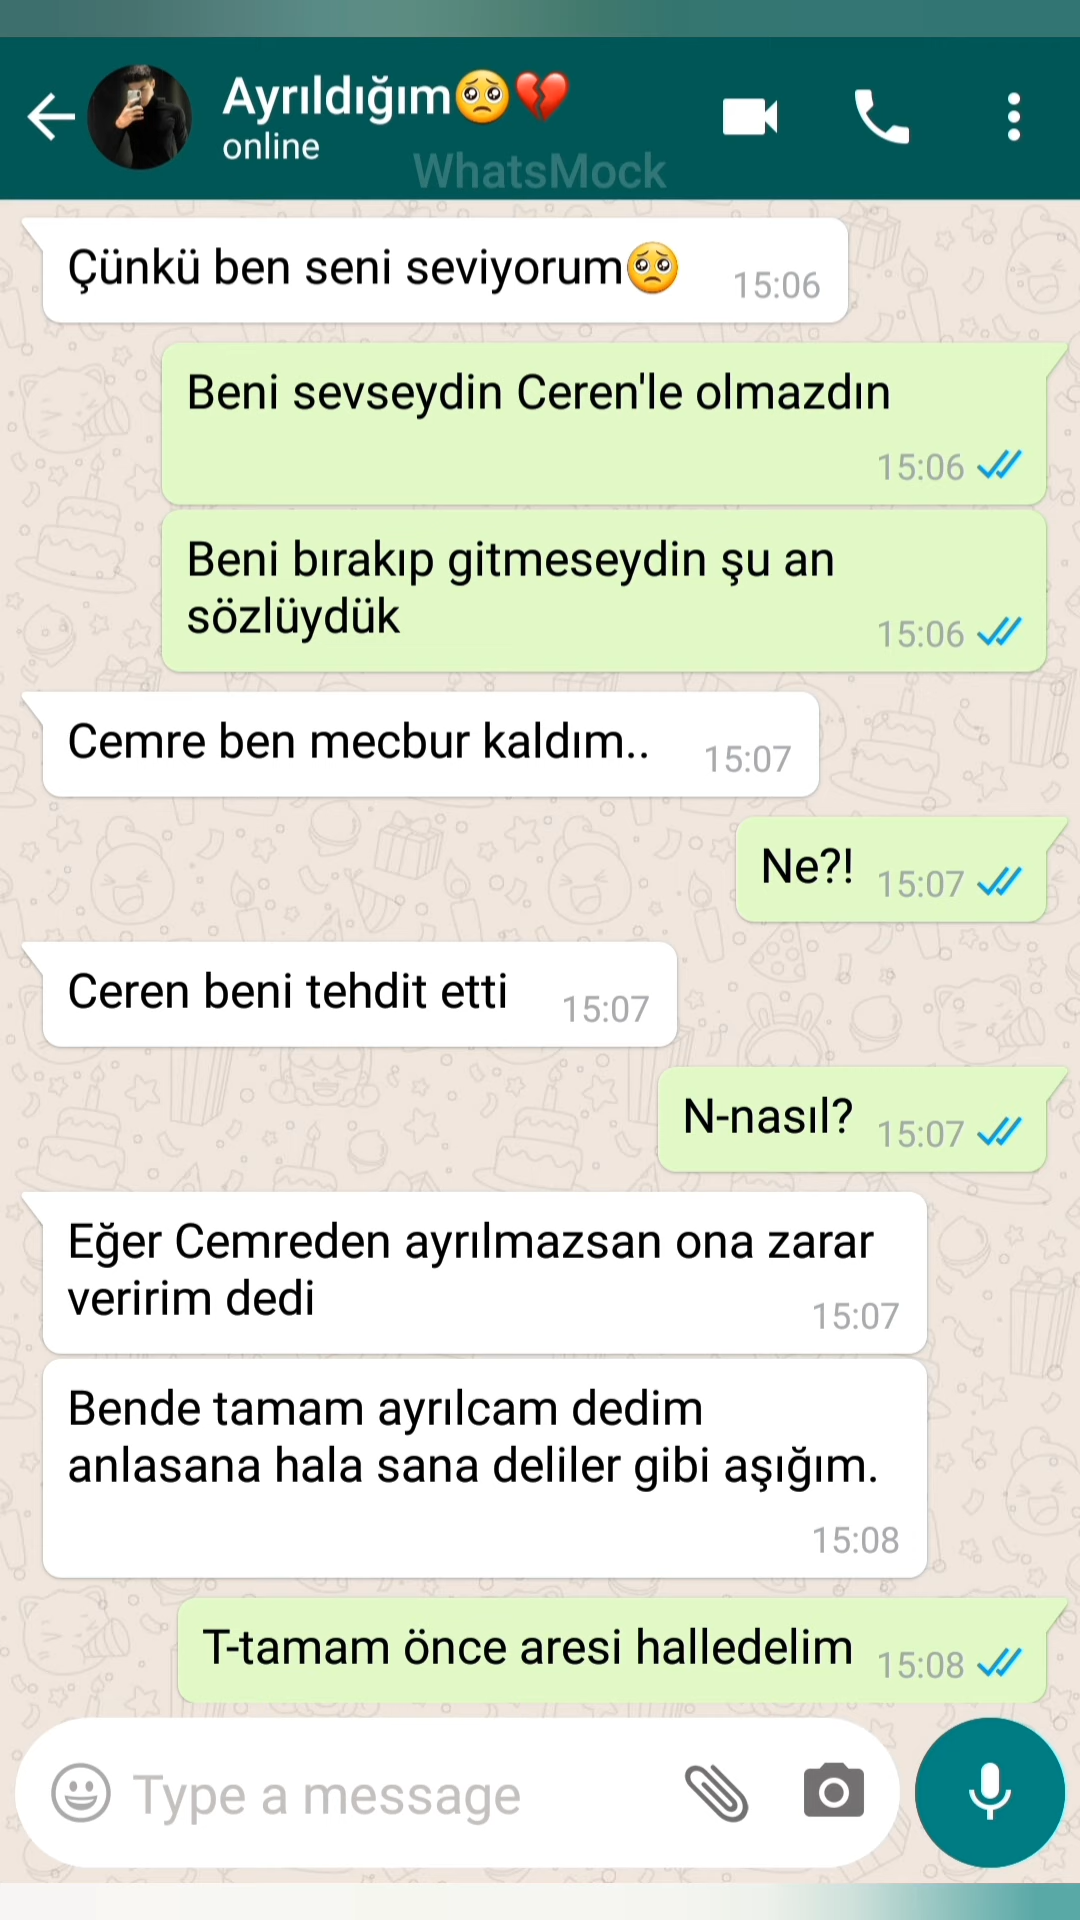 Ayrıldığım🥺💔
online
WhatsMock
Çünkü ben seni seviyorum🥺
15:06
Beni sevseydin Ceren'le olmazdın
15:06
Beni bırakıp gitmeseydin şu an
sözlüydük
15:06
Cemre ben mecbur kaldım..
15:07
Ne?!
15:07
Ceren beni tehdit etti
15:07
N-nasıl?
15:07
Eğer Cemreden ayrılmazsan ona zarar
veririm dedi
15:07
Bende tamam ayrılcam dedim
anlasana hala sana deliler gibi aşığım.
15:08
T-tamam önce aresi halledelim
15:08
Type a message